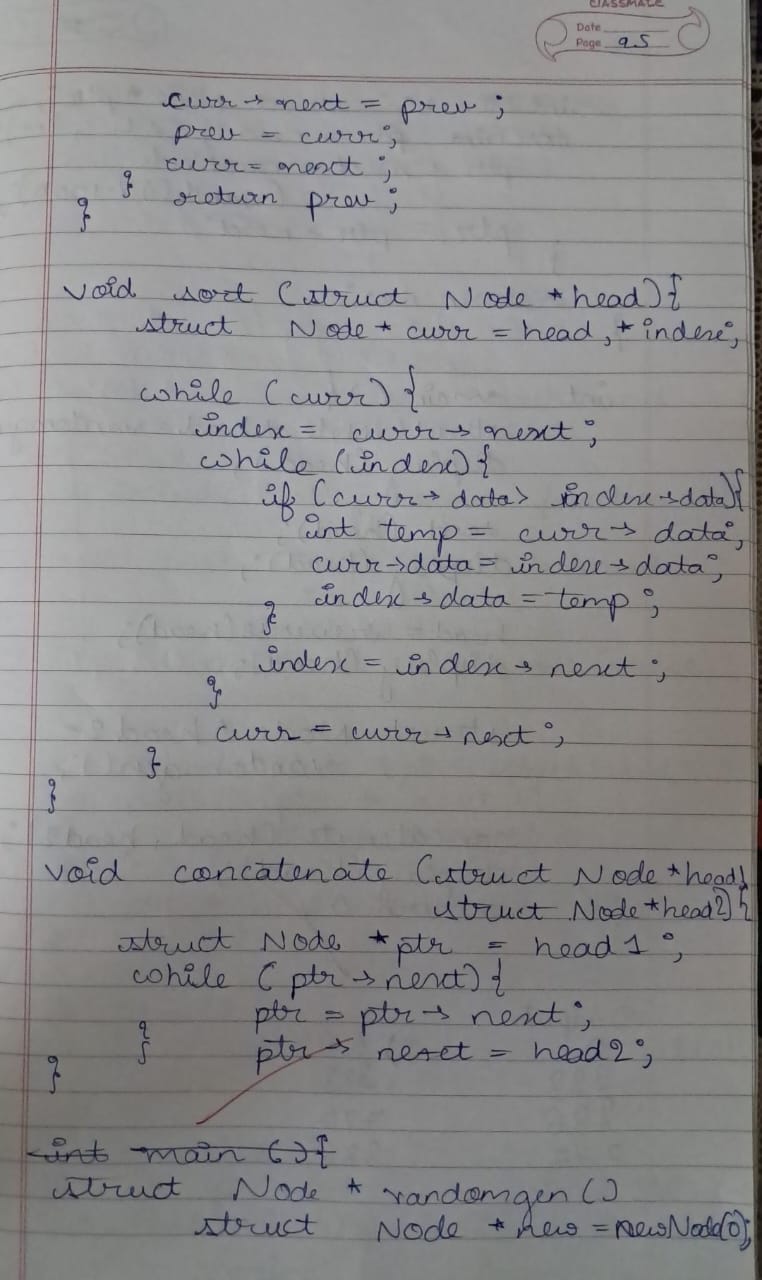 CLASSMATE
Date
Page 95
curr → next = prev ;
prev = curr ;
curr = next ;
} return prev ;
}
void sort (struct Node *head) {
struct Node * curr = head , * index ;
while (curr) {
index = curr → next ;
while (index) {
if (curr → data > index → data) {
int temp = curr → data ;
curr → data = index → data ;
index → data = temp ;
}
index = index → next ;
}
curr = curr → next ;
}
}
void concatenate (struct Node *head1
struct Node *head2) {
struct Node *ptr = head1 ;
while ( ptr → next) {
ptr = ptr → next ;
} ptr → next = head2 ;
}
int main () {
struct Node * randomgen ()
struct Node * new = newNode(0) ;